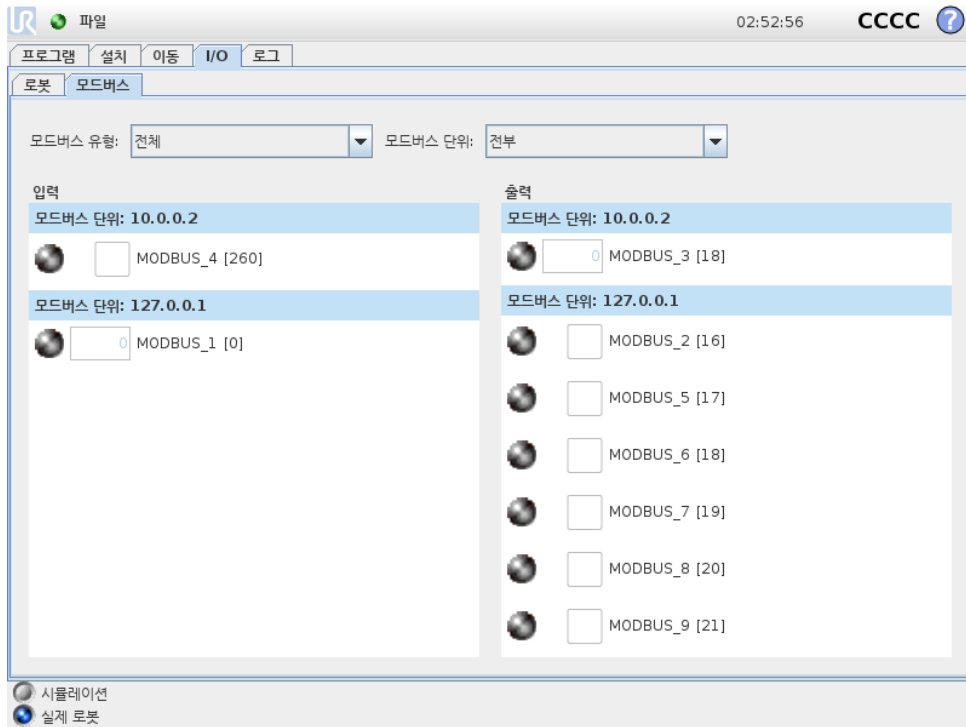 UR 파일 02:52:56 CCCC ?
프로그램 설치 이동 I/O 로그
로봇 모드버스
모드버스 유형: 전체 모드버스 단위: 전부
입력
모드버스 단위: 10.0.0.2
MODBUS_4 [260]
모드버스 단위: 127.0.0.1
0 MODBUS_1 [0]
출력
모드버스 단위: 10.0.0.2
0 MODBUS_3 [18]
모드버스 단위: 127.0.0.1
MODBUS_2 [16]
MODBUS_5 [17]
MODBUS_6 [18]
MODBUS_7 [19]
MODBUS_8 [20]
MODBUS_9 [21]
시뮬레이션
실제 로봇